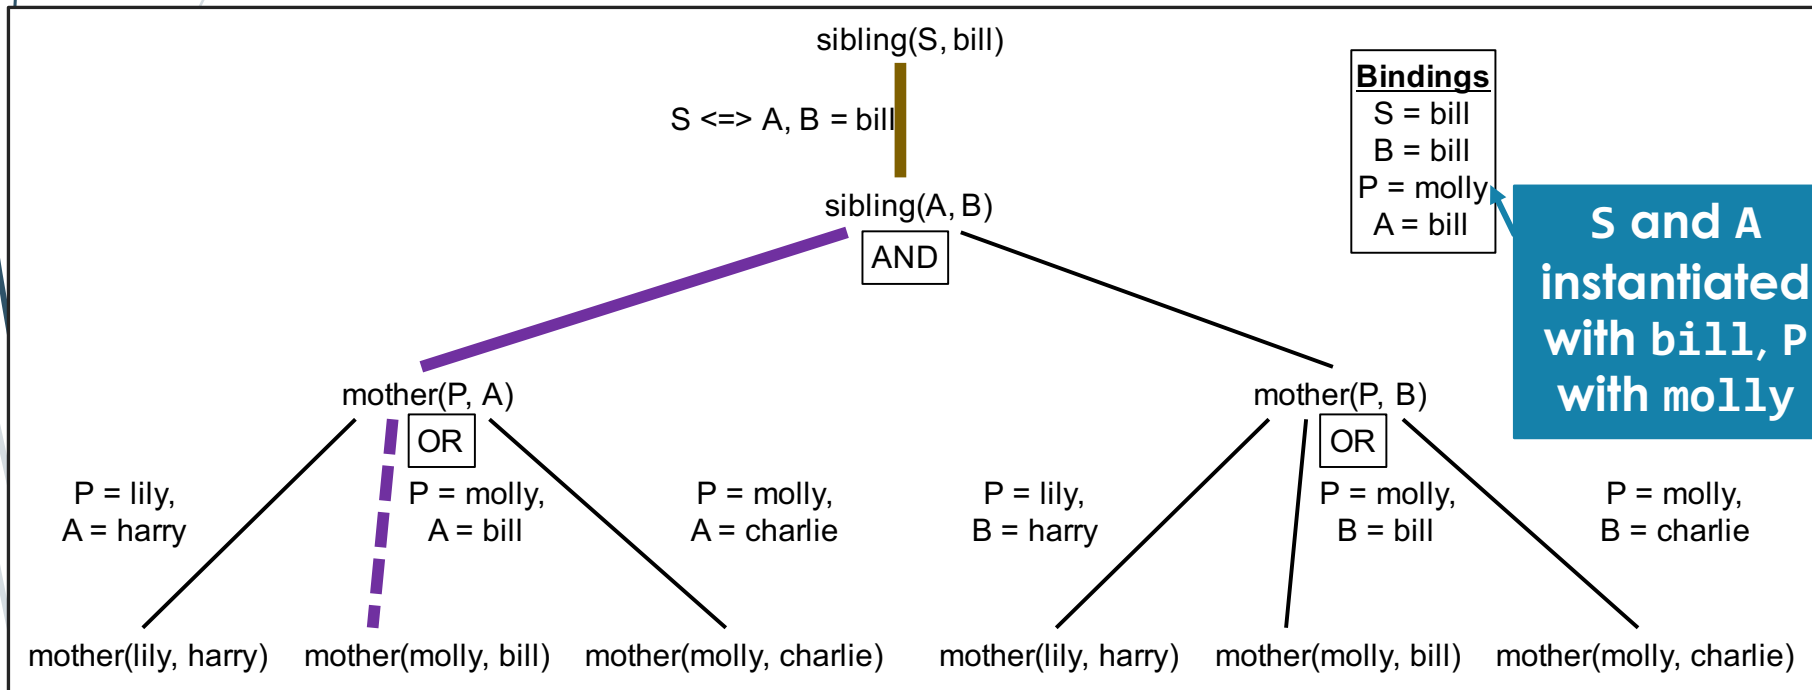 sibling(S, bill)
S <=> A, B = bill
sibling(A, B)
AND
Bindings
S = bill
B = bill
P = molly
A = bill
S and A
instantiated
with bill, P
with molly
mother(P, A)
OR
mother(P, B)
OR
P = lily,
A = harry
P = molly,
A = bill
P = molly,
A = charlie
P = lily,
B = harry
P = molly,
B = bill
P = molly,
B = charlie
mother(lily, harry)
mother(molly, bill)
mother(molly, charlie)
mother(lily, harry)
mother(molly, bill)
mother(molly, charlie)